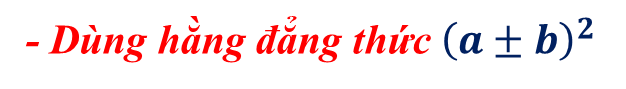 - Dùng hằng đẳng thức (a ± b)²